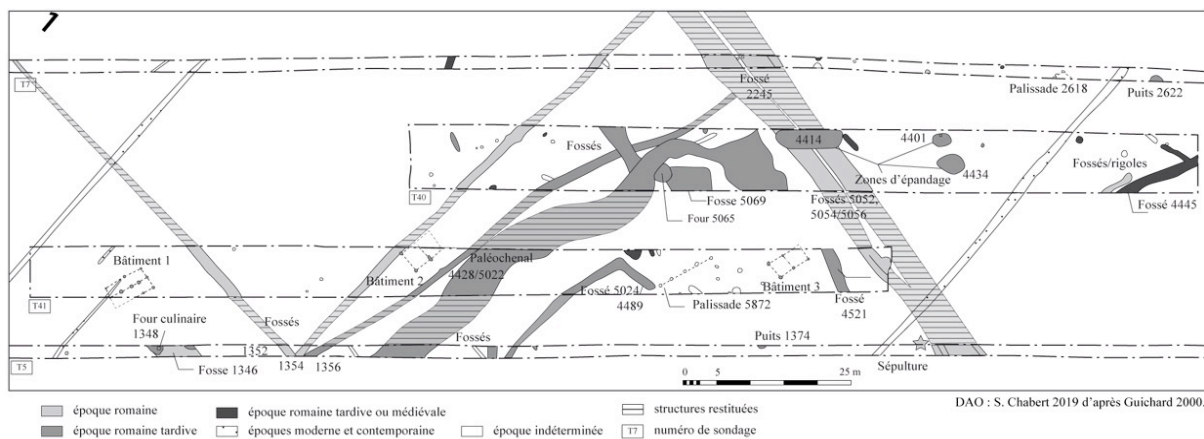 T7
Fossé
2245
Palissade 2618
Puits 2622
Fossés
4414
4401
Zones d'épandage
4434
Fossés/rigoles
T40
Fosse 5069
Four 5065
Fossés 5052,
5054/5056
Fossé 4445
Bâtiment 1
Bâtiment 2
Paléochenal
4428/5022
Bâtiment 3
T41
Fossé 5024/
4489
Palissade 5872
Fossé
4521
Four culinaire
1348
Fossés
1352
Fossés
Puits 1374
T5
Fosse 1346
1354
1356
Sépulture
0 5 25 m
DAO : S. Chabert 2019 d'après Guichard 2000.
époque romaine
époque romaine tardive ou médiévale
structures restituées
époque romaine tardive
époques moderne et contemporaine
époque indéterminée
T7 numéro de sondage